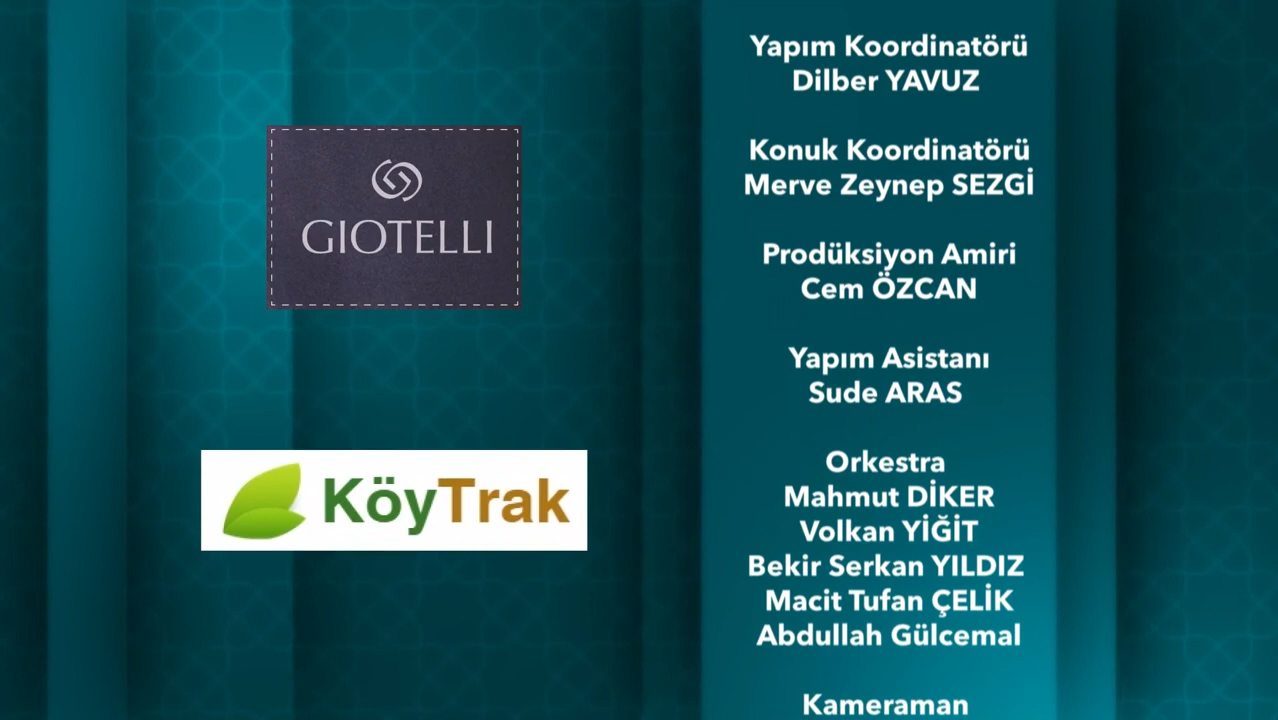 GIOTELLI
KöyTrak
Yapım Koordinatörü
Dilber YAVUZ
Konuk Koordinatörü
Merve Zeynep SEZGİ
Prodüksiyon Amiri
Cem ÖZCAN
Yapım Asistanı
Sude ARAS
Orkestra
Mahmut DİKER
Volkan YİĞİT
Bekir Serkan YILDIZ
Macit Tufan ÇELİK
Abdullah Gülcemal
Kameraman